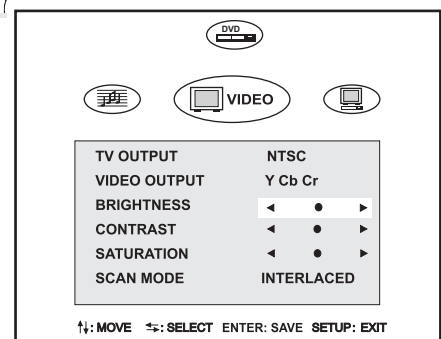 DVD
VIDEO
TV OUTPUT NTSC
VIDEO OUTPUT Y Cb Cr
BRIGHTNESS
CONTRAST
SATURATION
SCAN MODE INTERLACED
: MOVE : SELECT ENTER: SAVE SETUP: EXIT